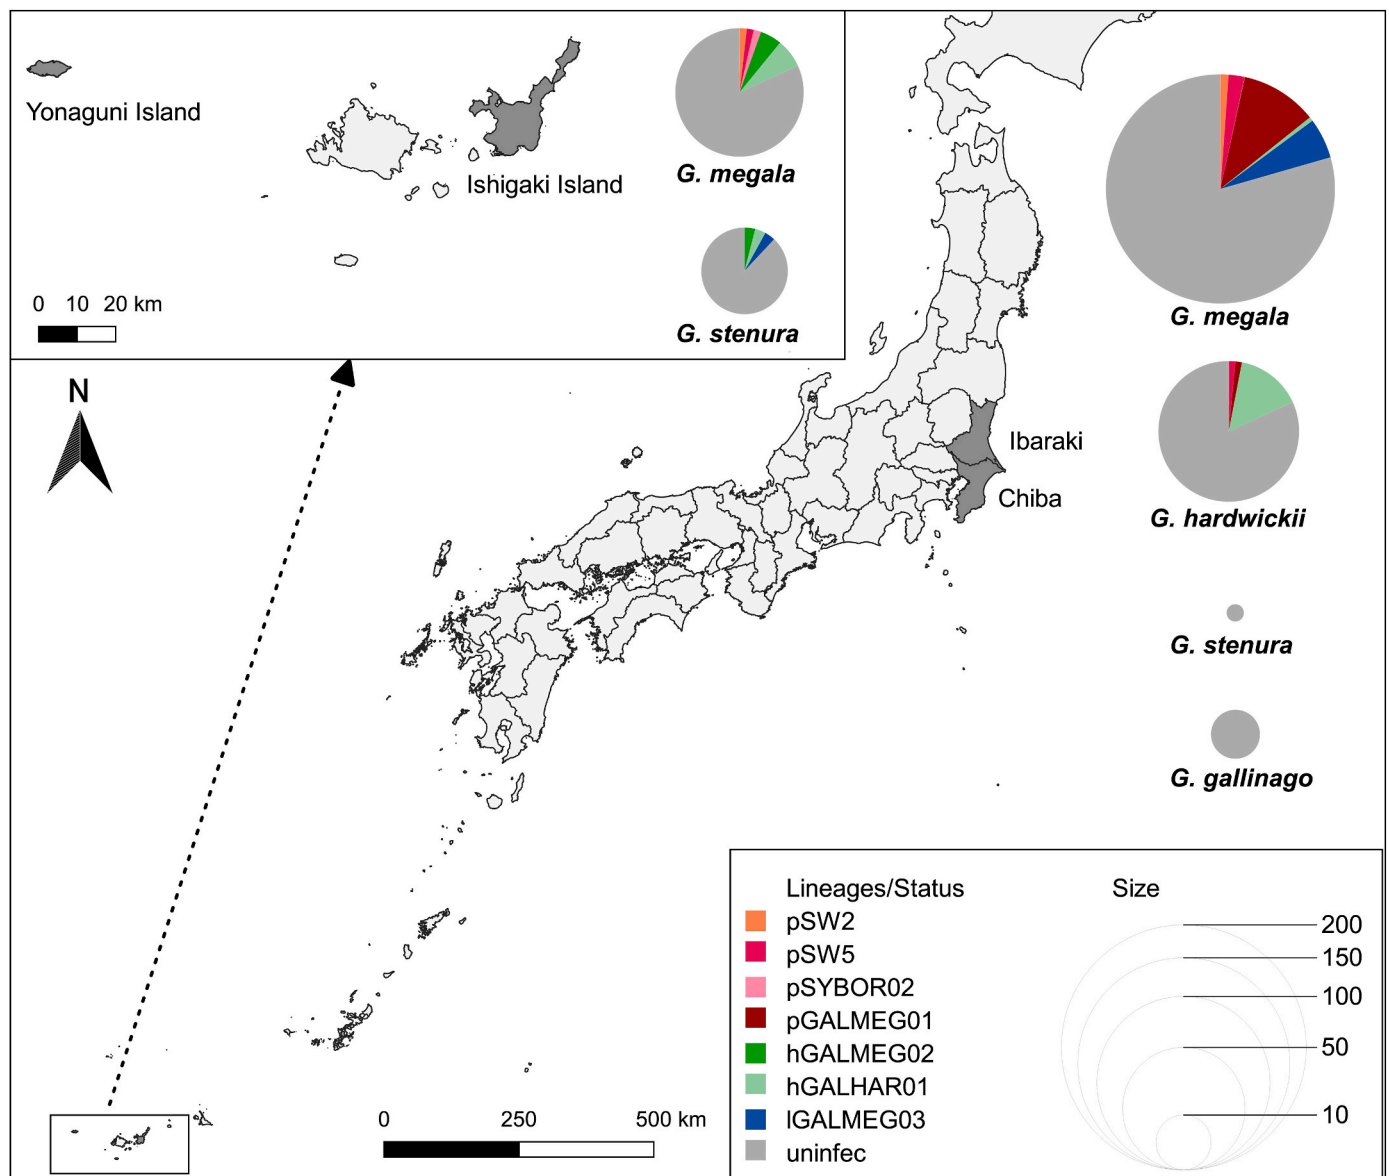 Yonaguni Island
Ishigaki Island
G. megala
G. stenura
0 10 20 km
N
G. megala
Ibaraki
Chiba
G. hardwickii
G. stenura
G. gallinago
0 250 500 km
Lineages/Status
pSW2
pSW5
pSYBOR02
pGALMEG01
hGALMEG02
hGALHAR01
lGALMEG03
uninfec
Size
200
150
100
50
10